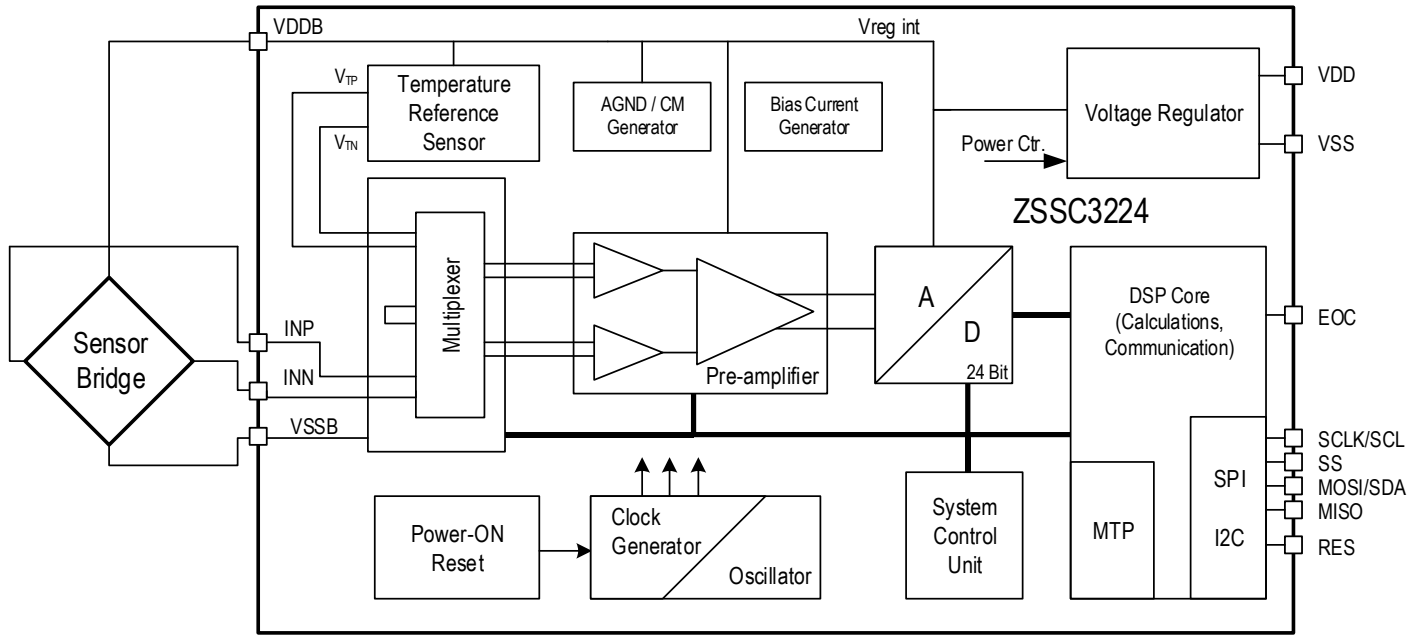 VDDB
Vreg int
VTP
VTN
Temperature
Reference
Sensor
AGND / CM
Generator
Bias Current
Generator
Voltage Regulator
VDD
VSS
Power Ctr.
ZSSC3224
Multiplexer
Sensor
Bridge
INP
INN
VSSB
Pre-amplifier
A
D
24 Bit
DSP Core
(Calculations,
Communication)
EOC
SCLK/SCL
SS
MOSI/SDA
MISO
RES
SPI
I2C
MTP
Power-ON
Reset
Clock
Generator
Oscillator
System
Control
Unit